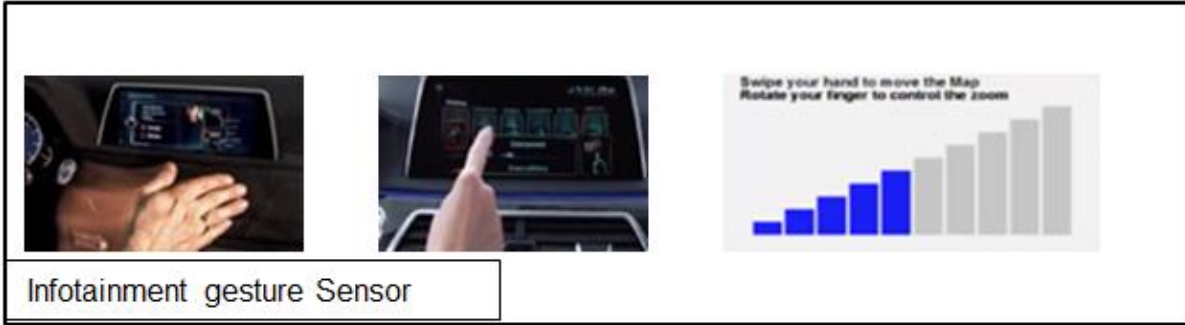 Swipe your hand to move the Map
Rotate your finger to control the zoom
Infotainment gesture Sensor